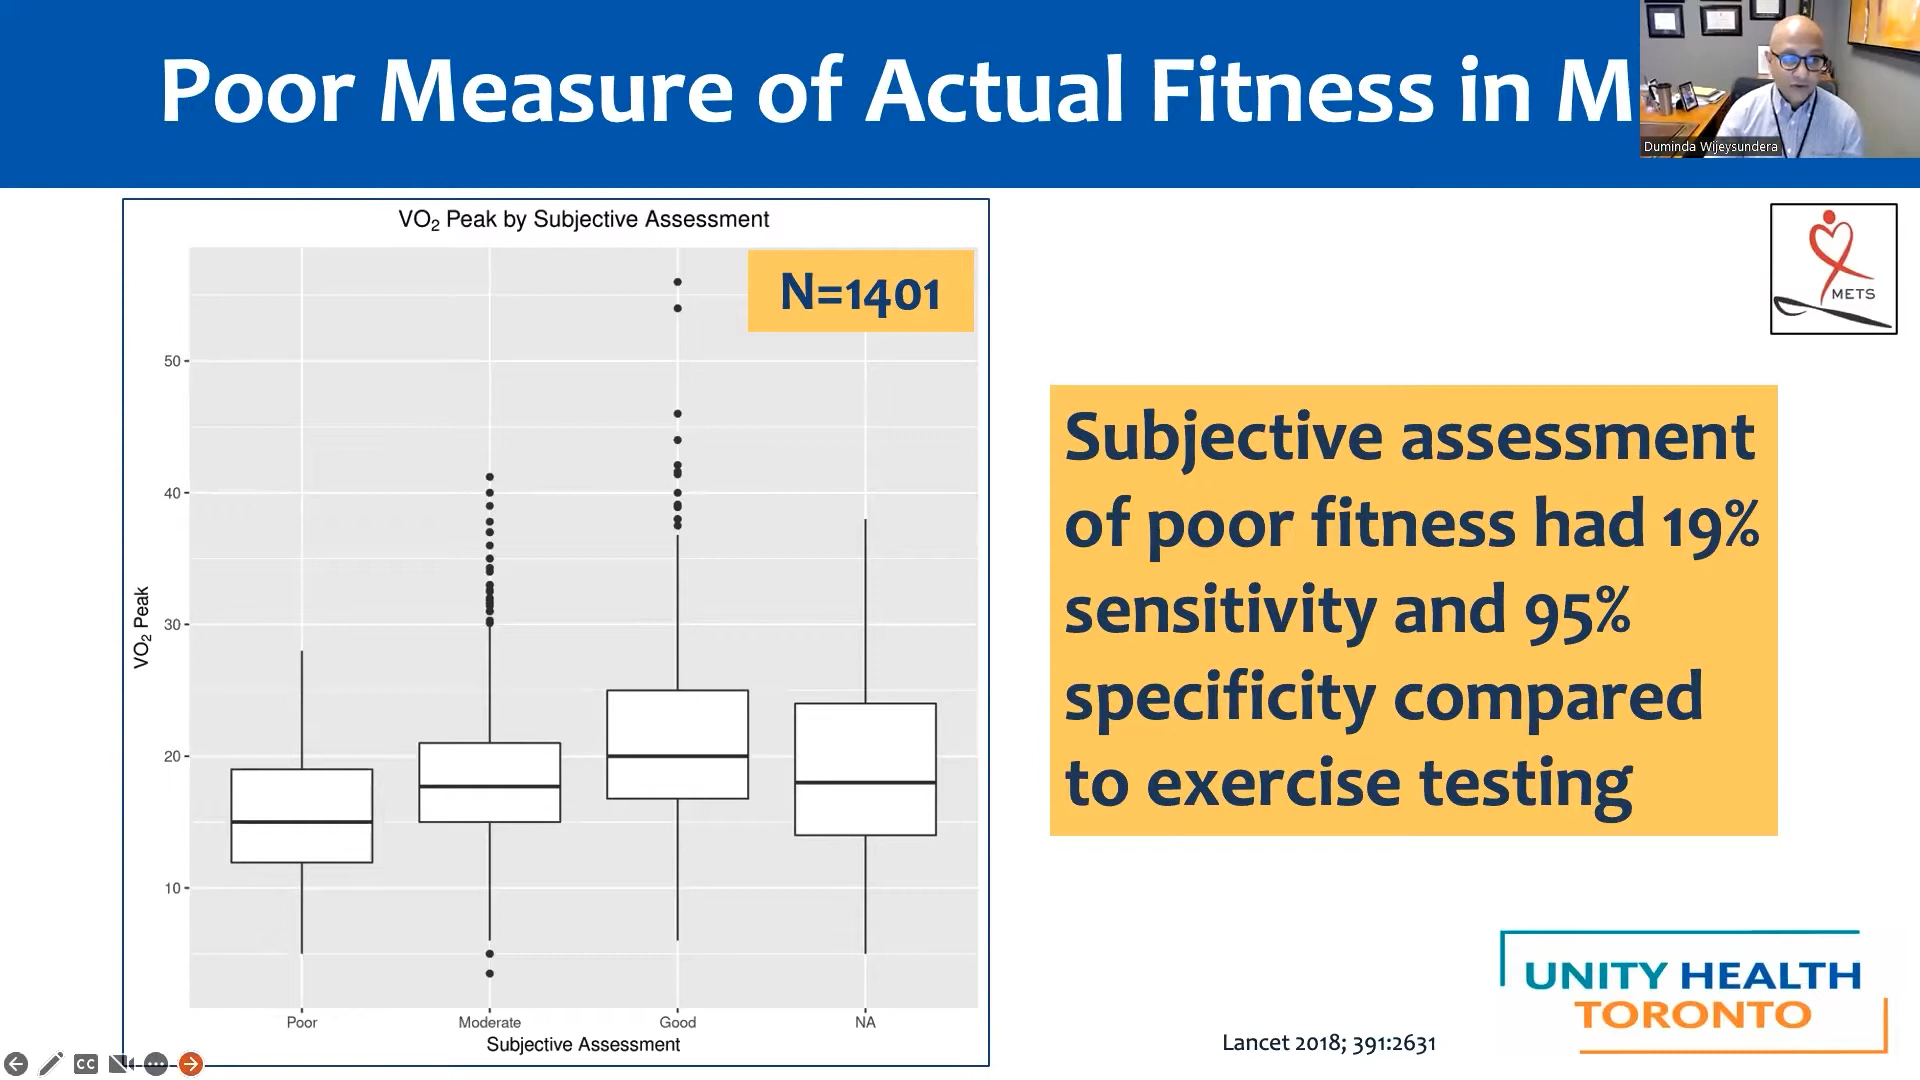 Poor Measure of Actual Fitness in M
Duminda Wijeysundera
VO₂ Peak by Subjective Assessment
N=1401
50
40
30
20
10
VO₂ Peak
Poor Moderate Good NA
Subjective Assessment
METS
Subjective assessment
of poor fitness had 19%
sensitivity and 95%
specificity compared
to exercise testing
UNITY HEALTH
TORONTO
Lancet 2018; 391:2631
CC